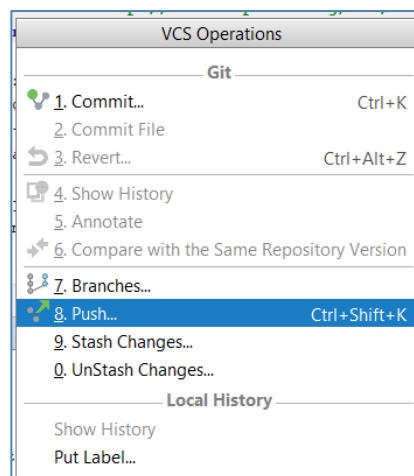 VCS Operations
Git
1. Commit... Ctrl+K
2. Commit File
3. Revert... Ctrl+Alt+Z
4. Show History
5. Annotate
6. Compare with the Same Repository Version
7. Branches...
8. Push... Ctrl+Shift+K
9. Stash Changes...
0. UnStash Changes...
Local History
Show History
Put Label...